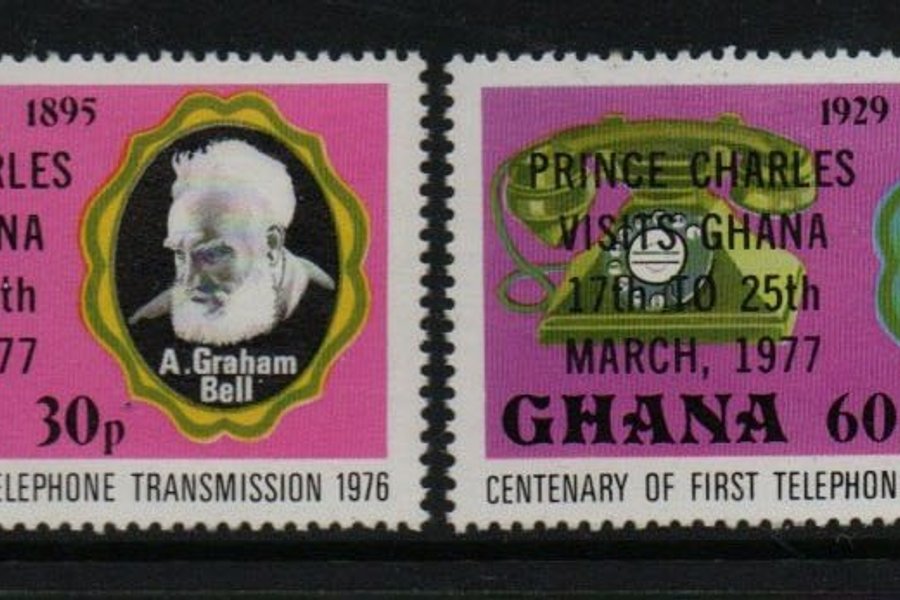 1895
RLES
NA
th
77
A.Graham
Bell
30p
ELEPHONE TRANSMISSION 1976
1929
PRINCE CHARLES
VISITS GHANA
17th TO 25th
MARCH, 1977
GHANA 60
CENTENARY OF FIRST TELEPHON